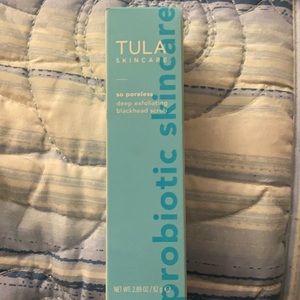 TULA
SKINCARE
so poreless
deep exfoliating
blackhead scrub
NET WT. 2.89 OZ / 82 g ℮
probiotic skincare